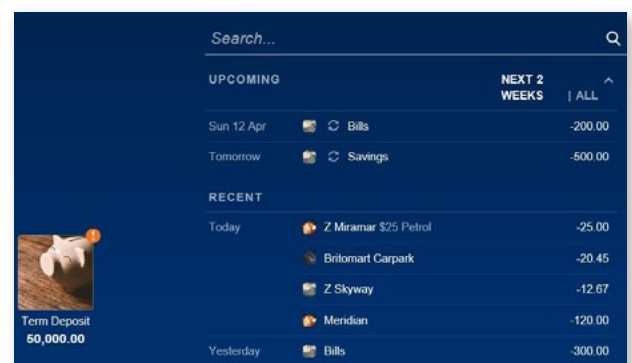 Search...
UPCOMING NEXT 2 WEEKS | ALL
Sun 12 Apr Bills -200.00
Tomorrow Savings -500.00
RECENT
Today Z Miramar $25 Petrol -25.00
Britomart Carpark -20.45
Z Skyway -12.67
Meridian -120.00
Yesterday Bills -300.00
!
Term Deposit
50,000.00